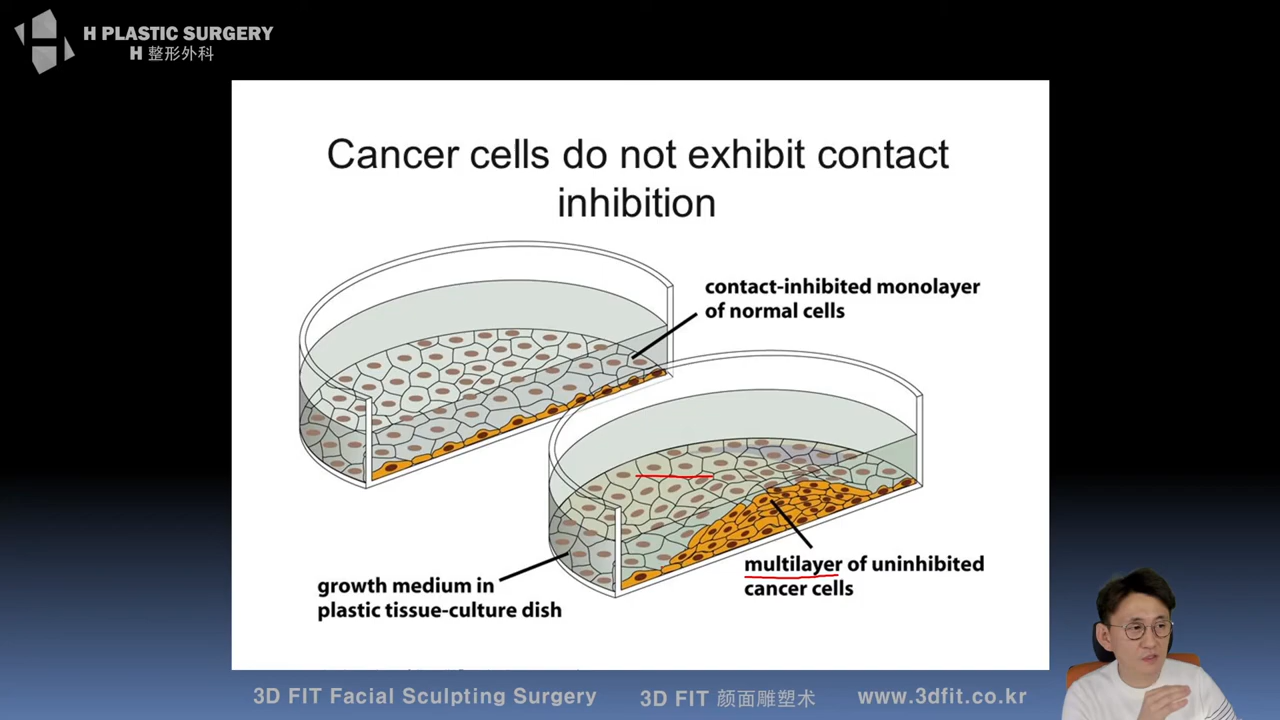 H PLASTIC SURGERY
H 整形外科
Cancer cells do not exhibit contact
inhibition
contact-inhibited monolayer
of normal cells
multilayer of uninhibited
cancer cells
growth medium in
plastic tissue-culture dish
3D FIT Facial Sculpting Surgery 3D FIT 颜面雕塑术 www.3dfit.co.kr